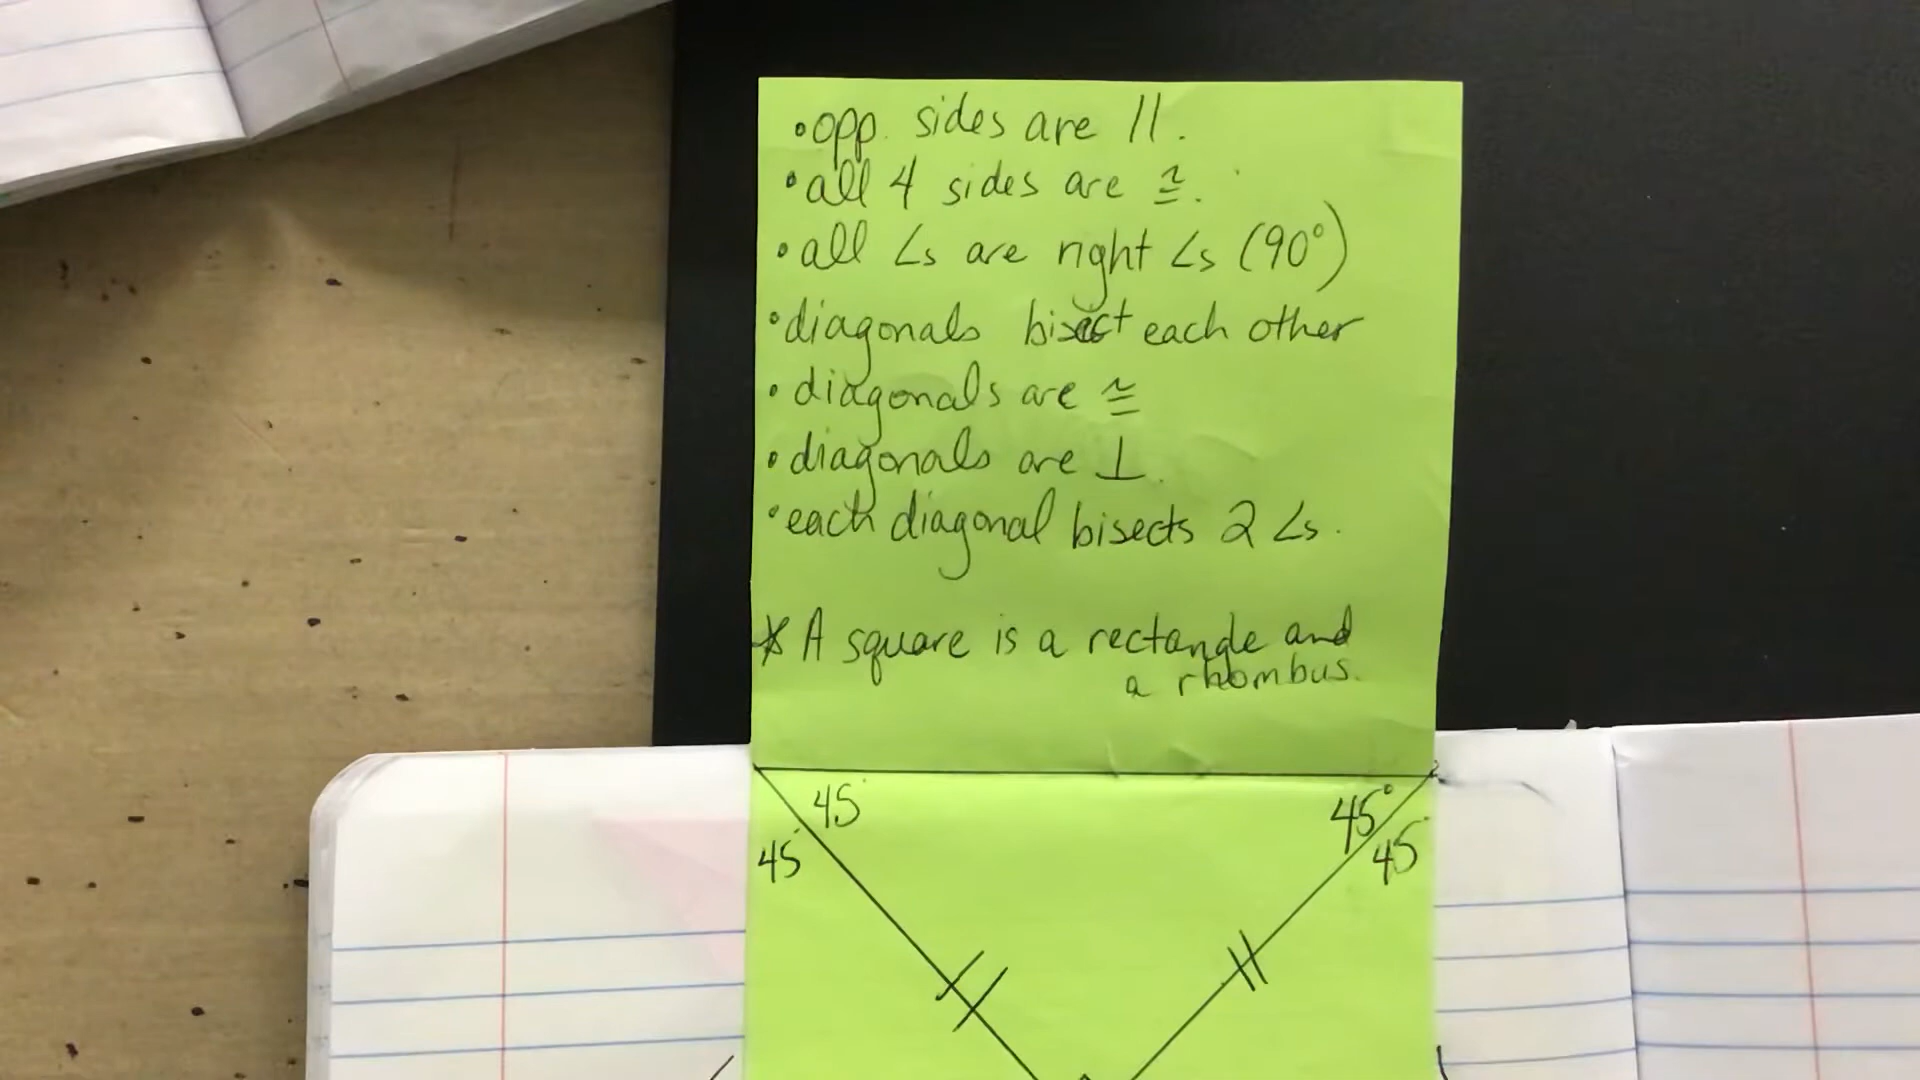 •opp. sides are //.
•all 4 sides are ≅.
•all ∠s are right ∠s (90°)
•diagonals bisect each other
•diagonals are ≅
•diagonals are ⊥.
•each diagonal bisects 2 ∠s.
* A square is a rectangle and
a rhombus.
45° 45°
45° 45°